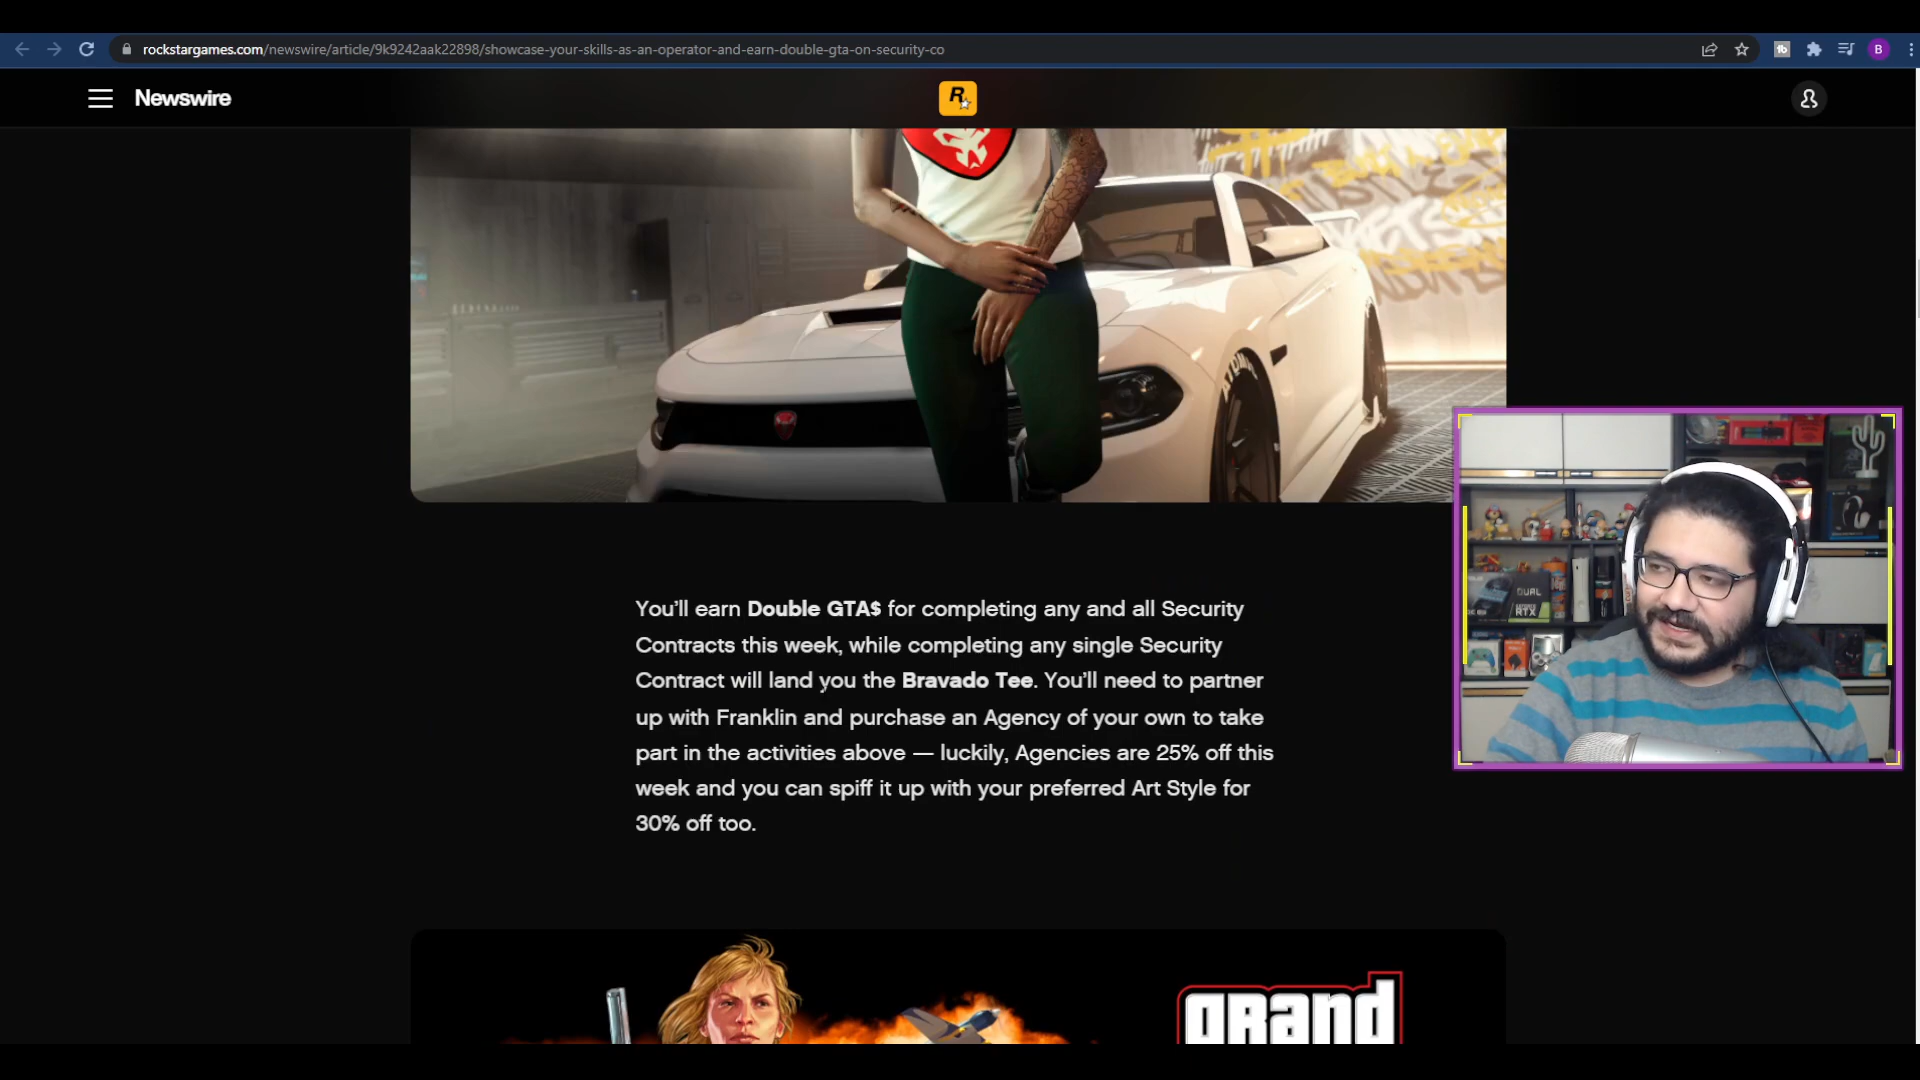 rockstargames.com/newswire/article/9k9242aak22898/showcase-your-skills-as-an-operator-and-earn-double-gta-on-security-co
B
Newswire
R
ATOMIC
You'll earn Double GTA$ for completing any and all Security
Contracts this week, while completing any single Security
Contract will land you the Bravado Tee. You'll need to partner
up with Franklin and purchase an Agency of your own to take
part in the activities above — luckily, Agencies are 25% off this
week and you can spiff it up with your preferred Art Style for
30% off too.
DUAL
RTX
GRAND